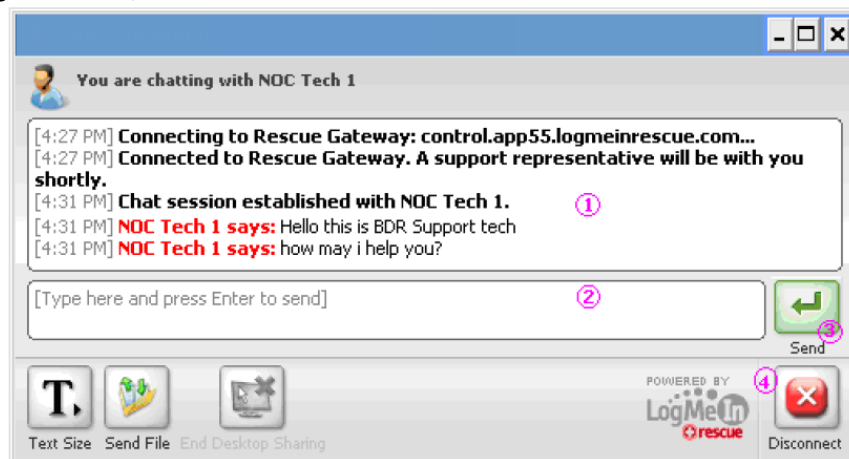 You are chatting with NOC Tech 1
[4:27 PM] Connecting to Rescue Gateway: control.app55.logmeinrescue.com...
[4:27 PM] Connected to Rescue Gateway. A support representative will be with you
shortly.
[4:31 PM] Chat session established with NOC Tech 1.
①
[4:31 PM] NOC Tech 1 says: Hello this is BDR Support tech
[4:31 PM] NOC Tech 1 says: how may i help you?
[Type here and press Enter to send]
②
③
Send
④
POWERED BY
LogMeIn
rescue
Text Size
Send File
End Desktop Sharing
Disconnect